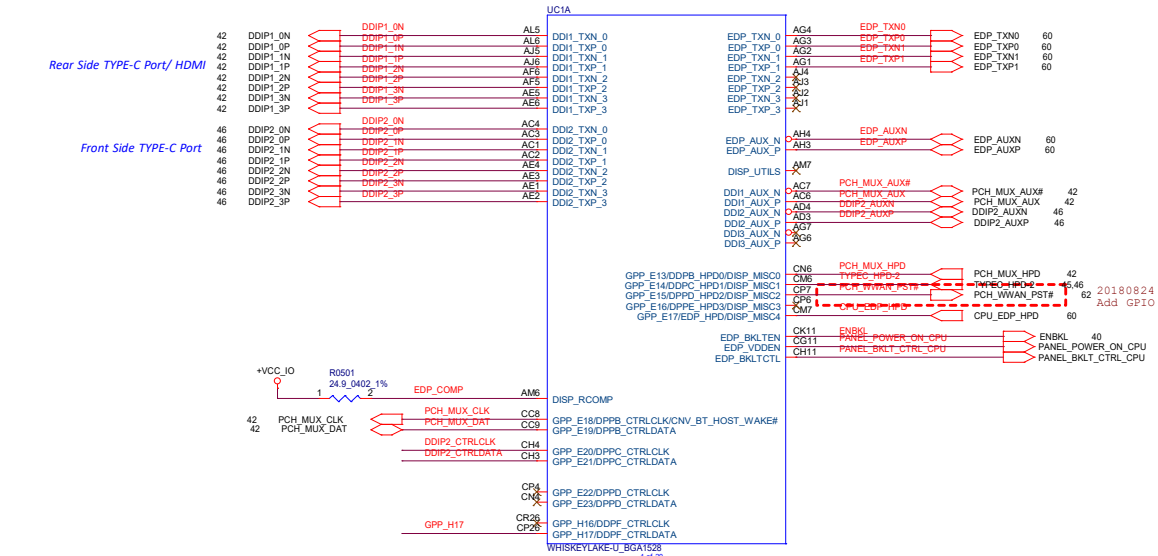 UC1A
Rear Side TYPE-C Port/ HDMI
42 DDIP1_0N DDIP1_0N AL5 DDI1_TXN_0
42 DDIP1_0P DDIP1_0P AL6 DDI1_TXP_0
42 DDIP1_1N DDIP1_1N AJ5 DDI1_TXN_1
42 DDIP1_1P DDIP1_1P AJ6 DDI1_TXP_1
42 DDIP1_2N DDIP1_2N AF6 DDI1_TXN_2
42 DDIP1_2P DDIP1_2P AF5 DDI1_TXP_2
42 DDIP1_3N DDIP1_3N AE5 DDI1_TXN_3
42 DDIP1_3P DDIP1_3P AE6 DDI1_TXP_3
Front Side TYPE-C Port
46 DDIP2_0N DDIP2_0N AC4 DDI2_TXN_0
46 DDIP2_0P DDIP2_0P AC3 DDI2_TXP_0
46 DDIP2_1N DDIP2_1N AC1 DDI2_TXN_1
46 DDIP2_1P DDIP2_1P AC2 DDI2_TXP_1
46 DDIP2_2N DDIP2_2N AE4 DDI2_TXN_2
46 DDIP2_2P DDIP2_2P AE3 DDI2_TXP_2
46 DDIP2_3N DDIP2_3N AE1 DDI2_TXN_3
46 DDIP2_3P DDIP2_3P AE2 DDI2_TXP_3
EDP_TXN_0 AG4 EDP_TXN0 EDP_TXN0 60
EDP_TXP_0 AG3 EDP_TXP0 EDP_TXP0 60
EDP_TXN_1 AG2 EDP_TXN1 EDP_TXN1 60
EDP_TXP_1 AG1 EDP_TXP1 EDP_TXP1 60
EDP_TXN_2 AJ4
EDP_TXP_2 AJ3
EDP_TXN_3 AJ2
EDP_TXP_3 AJ1
EDP_AUX_N AH4 EDP_AUXN EDP_AUXN 60
EDP_AUX_P AH3 EDP_AUXP EDP_AUXP 60
DISP_UTILS AM7
DDI1_AUX_N AC7 PCH_MUX_AUX# PCH_MUX_AUX# 42
DDI1_AUX_P AC6 PCH_MUX_AUX PCH_MUX_AUX 42
DDI2_AUX_N AD4 DDIP2_AUXN DDIP2_AUXN 46
DDI2_AUX_P AD3 DDIP2_AUXP DDIP2_AUXP 46
DDI3_AUX_N AG7
DDI3_AUX_P AG6
GPP_E13/DDPB_HPD0/DISP_MISC0 CN6 PCH_MUX_HPD PCH_MUX_HPD 42
GPP_E14/DDPC_HPD1/DISP_MISC1 CM6 TYPEC_HPD-2 TYPEC_HPD-2 45,46
GPP_E15/DPPD_HPD2/DISP_MISC2 CP7 PCH_WWAN_PST# PCH_WWAN_PST# 62
GPP_E16/DPPE_HPD3/DISP_MISC3 CP6
GPP_E17/EDP_HPD/DISP_MISC4 CM7 CPU_EDP_HPD CPU_EDP_HPD 60
20180824
Add GPIO
EDP_BKLTEN CK11 ENBKL ENBKL 40
EDP_VDDEN CG11 PANEL_POWER_ON_CPU PANEL_POWER_ON_CPU
EDP_BKLTCTL CH11 PANEL_BKLT_CTRL_CPU PANEL_BKLT_CTRL_CPU
+VCC_IO
R0501
24.9_0402_1%
1 2 EDP_COMP AM6 DISP_RCOMP
42 PCH_MUX_CLK PCH_MUX_CLK CC8 GPP_E18/DPPB_CTRLCLK/CNV_BT_HOST_WAKE#
42 PCH_MUX_DAT PCH_MUX_DAT CC9 GPP_E19/DPPB_CTRLDATA
DDIP2_CTRLCLK CH4 GPP_E20/DPPC_CTRLCLK
DDIP2_CTRLDATA CH3 GPP_E21/DPPC_CTRLDATA
CP4 GPP_E22/DPPD_CTRLCLK
CN4 GPP_E23/DPPD_CTRLDATA
CR26 GPP_H16/DDPF_CTRLCLK
GPP_H17 CP26 GPP_H17/DDPF_CTRLDATA
WHISKEYLAKE-U_BGA1528